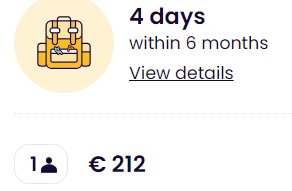 4 days
within 6 months
View details
1
€ 212